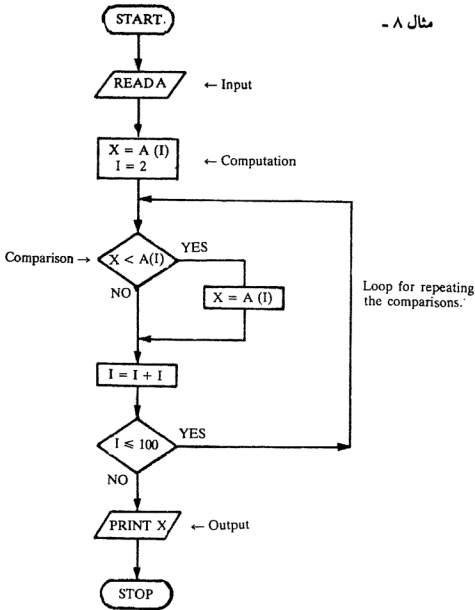 مثال ۸ -
START.
READ A
← Input
X = A (I)
I = 2
← Computation
Comparison →
X < A(I)
YES
NO
X = A (I)
Loop for repeating
the comparisons.
I = I + I
I ≤ 100
YES
NO
PRINT X
← Output
STOP